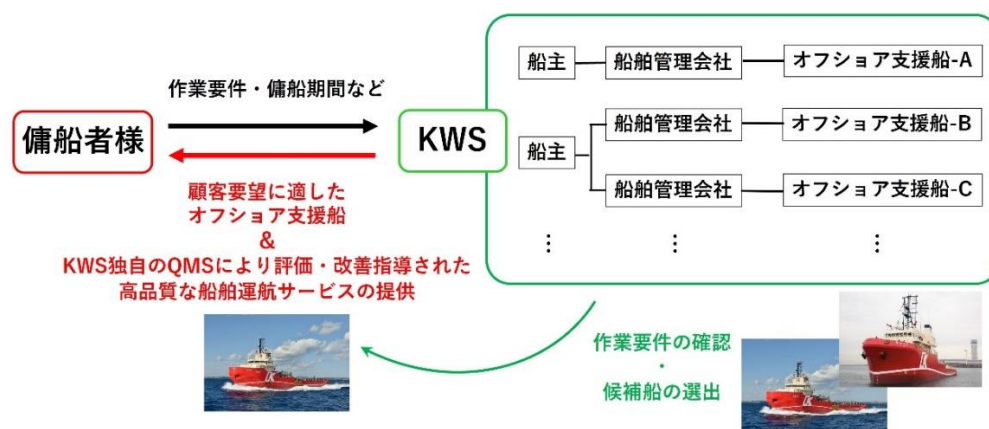 作業要件・傭船期間など
傭船者様
KWS
顧客要望に適した
オフショア支援船
&
KWS独自のQMSにより評価・改善指導された
高品質な船舶運航サービスの提供
船主
船舶管理会社
オフショア支援船-A
船主
船舶管理会社
オフショア支援船-B
船舶管理会社
オフショア支援船-C
⋮
⋮
⋮
作業要件の確認
・
候補船の選出